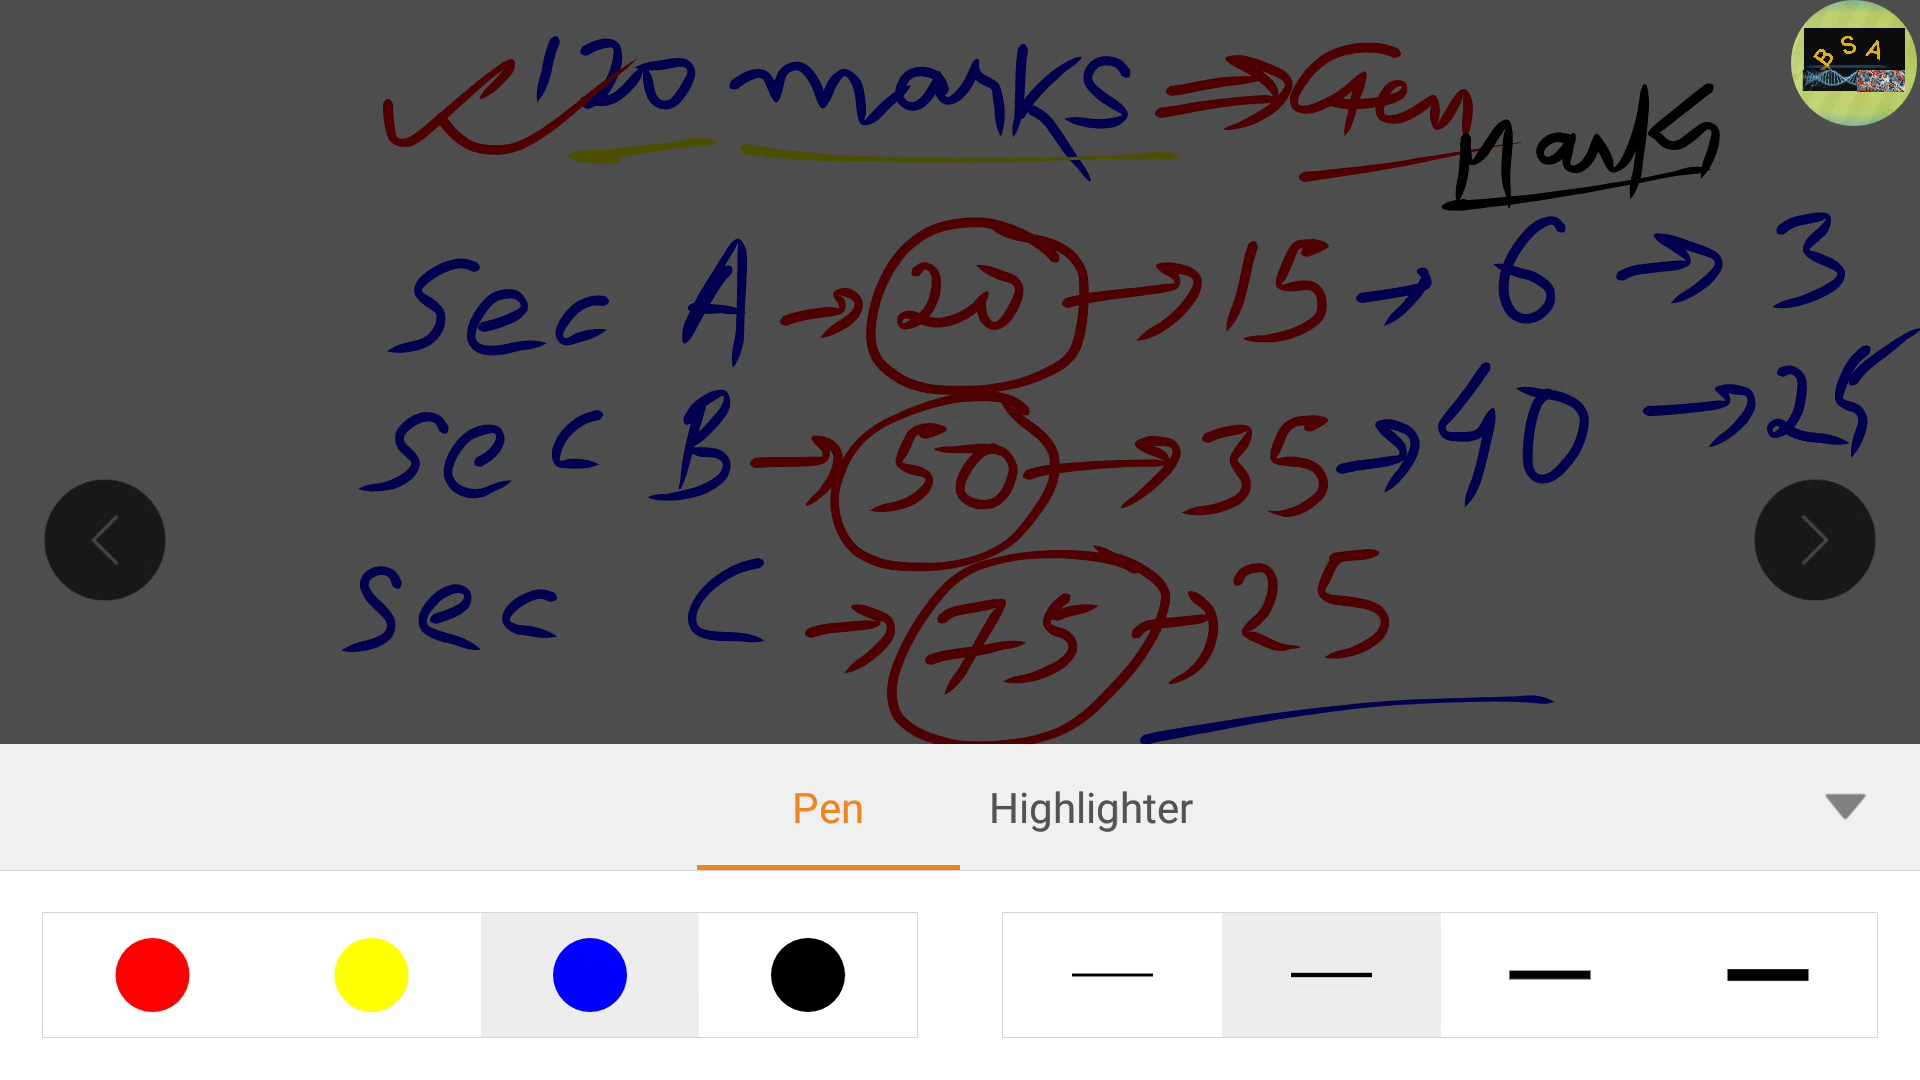 120 marks ⇒ Gen
Marks
BSA
Sec A → 20 → 15 → 6 → 3
Sec B → 50 → 35 → 40 → 25
Sec C → 75 → 25
Pen Highlighter